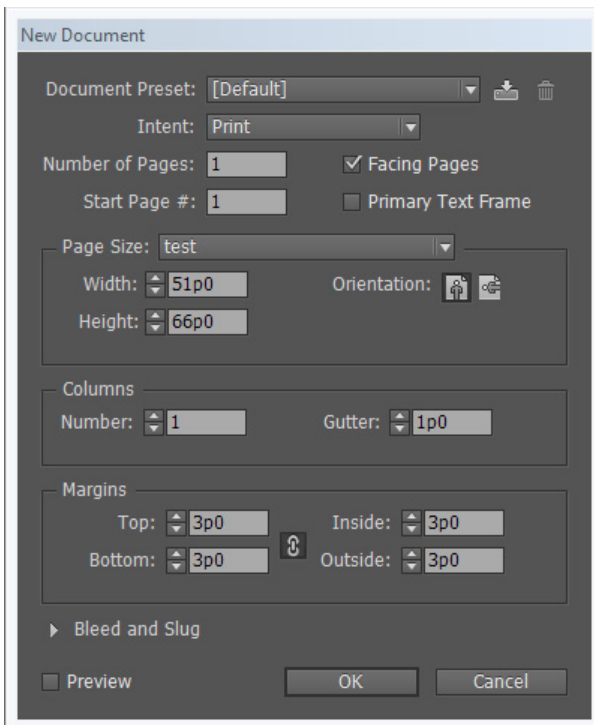 New Document
Document Preset: [Default]
Intent: Print
Number of Pages: 1 Facing Pages
Start Page #: 1 Primary Text Frame
Page Size: test
Width: 51p0 Orientation:
Height: 66p0
Columns
Number: 1 Gutter: 1p0
Margins
Top: 3p0 Inside: 3p0
Bottom: 3p0 Outside: 3p0
Bleed and Slug
Preview OK Cancel